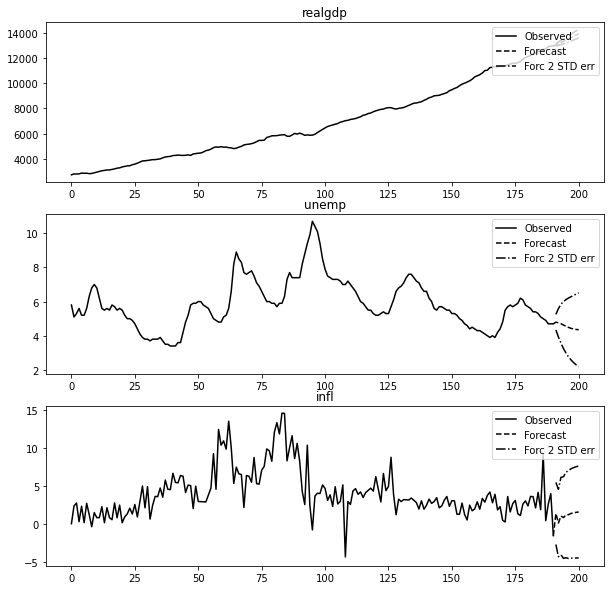 realgdp
14000
12000
10000
8000
6000
4000
Observed
Forecast
Forc 2 STD err
0 25 50 75 100 125 150 175 200
unemp
10
8
6
4
2
Observed
Forecast
Forc 2 STD err
0 25 50 75 100 125 150 175 200
infl
15
10
5
0
−5
Observed
Forecast
Forc 2 STD err
0 25 50 75 100 125 150 175 200